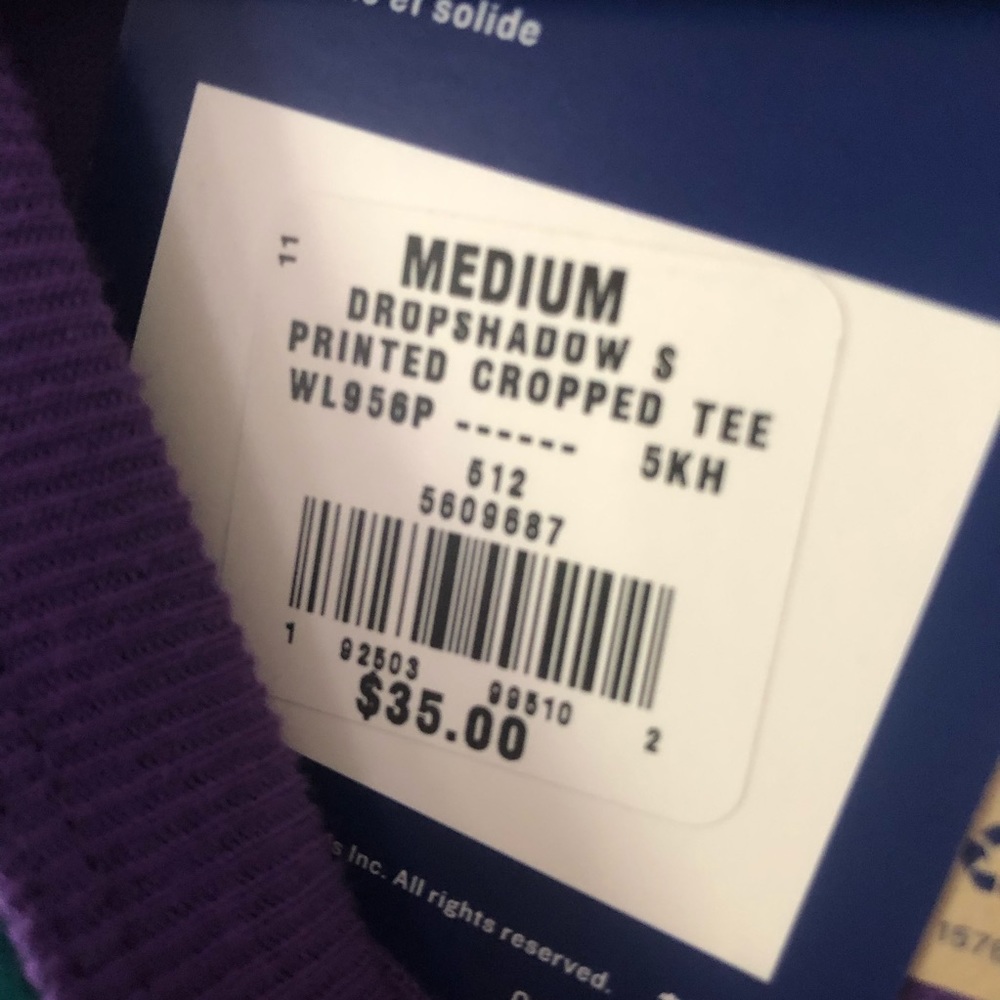 et solide
11
MEDIUM
DROPSHADOW S
PRINTED CROPPED TEE
WL956P ------ 5KH
512
5609687
1 92503 99510 2
$35.00
Inc. All rights reserved.